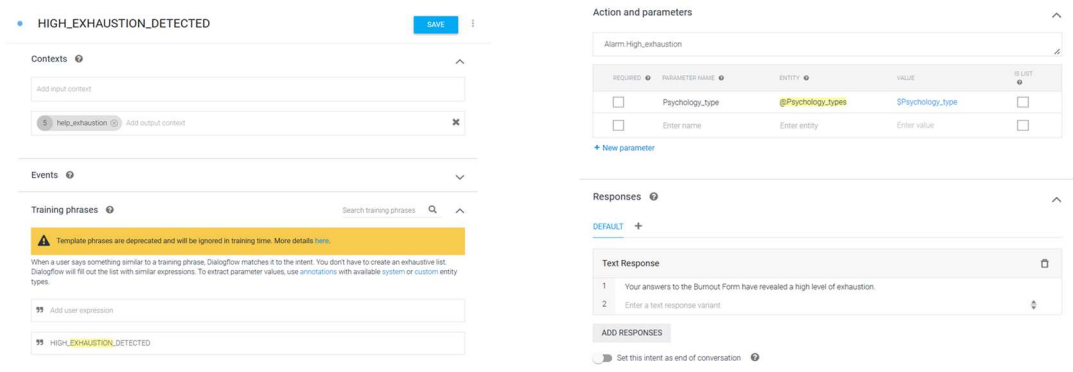 HIGH_EXHAUSTION_DETECTED
SAVE
Contexts
Add input context
5 help_exhaustion Add output context
Events
Training phrases
Search training phrases
Template phrases are deprecated and will be ignored in training time. More details here.
When a user says something similar to a training phrase, Dialogflow matches it to the intent. You don't have to create an exhaustive list.
Dialogflow will fill out the list with similar expressions. To extract parameter values, use annotations with available system or custom entity
types.
Add user expression
HIGH_EXHAUSTION_DETECTED
Action and parameters
Alarm.High_exhaustion
REQUIRED PARAMETER NAME ENTITY VALUE IS LIST
Psychology_type @Psychology_types $Psychology_type
Enter name Enter entity Enter value
+ New parameter
Responses
DEFAULT +
Text Response
1 Your answers to the Burnout Form have revealed a high level of exhaustion.
2 Enter a text response variant
ADD RESPONSES
Set this intent as end of conversation